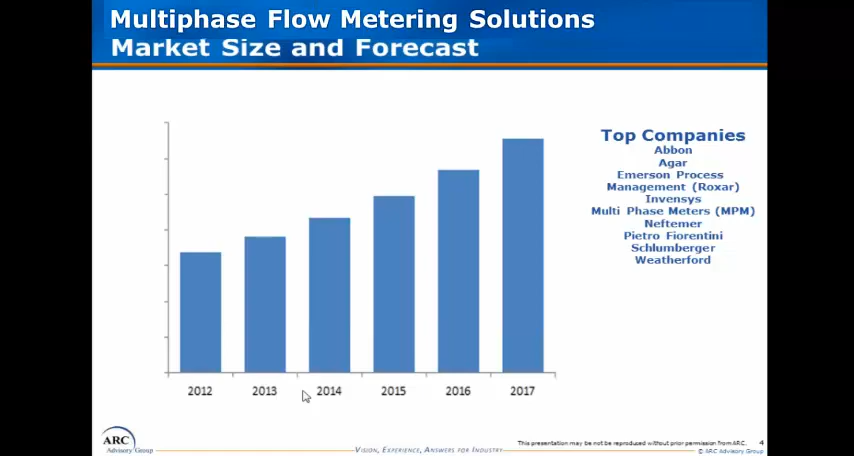 Multiphase Flow Metering Solutions
Market Size and Forecast
Top Companies
Abbon
Agar
Emerson Process
Management (Roxar)
Invensys
Multi Phase Meters (MPM)
Neftemer
Pietro Fiorentini
Schlumberger
Weatherford
2012 2013 2014 2015 2016 2017
ARC
Advisory Group
VISION, EXPERIENCE, ANSWERS FOR INDUSTRY
This presentation may be not be reproduced without prior permission from ARC. 4
© ARC Advisory Group